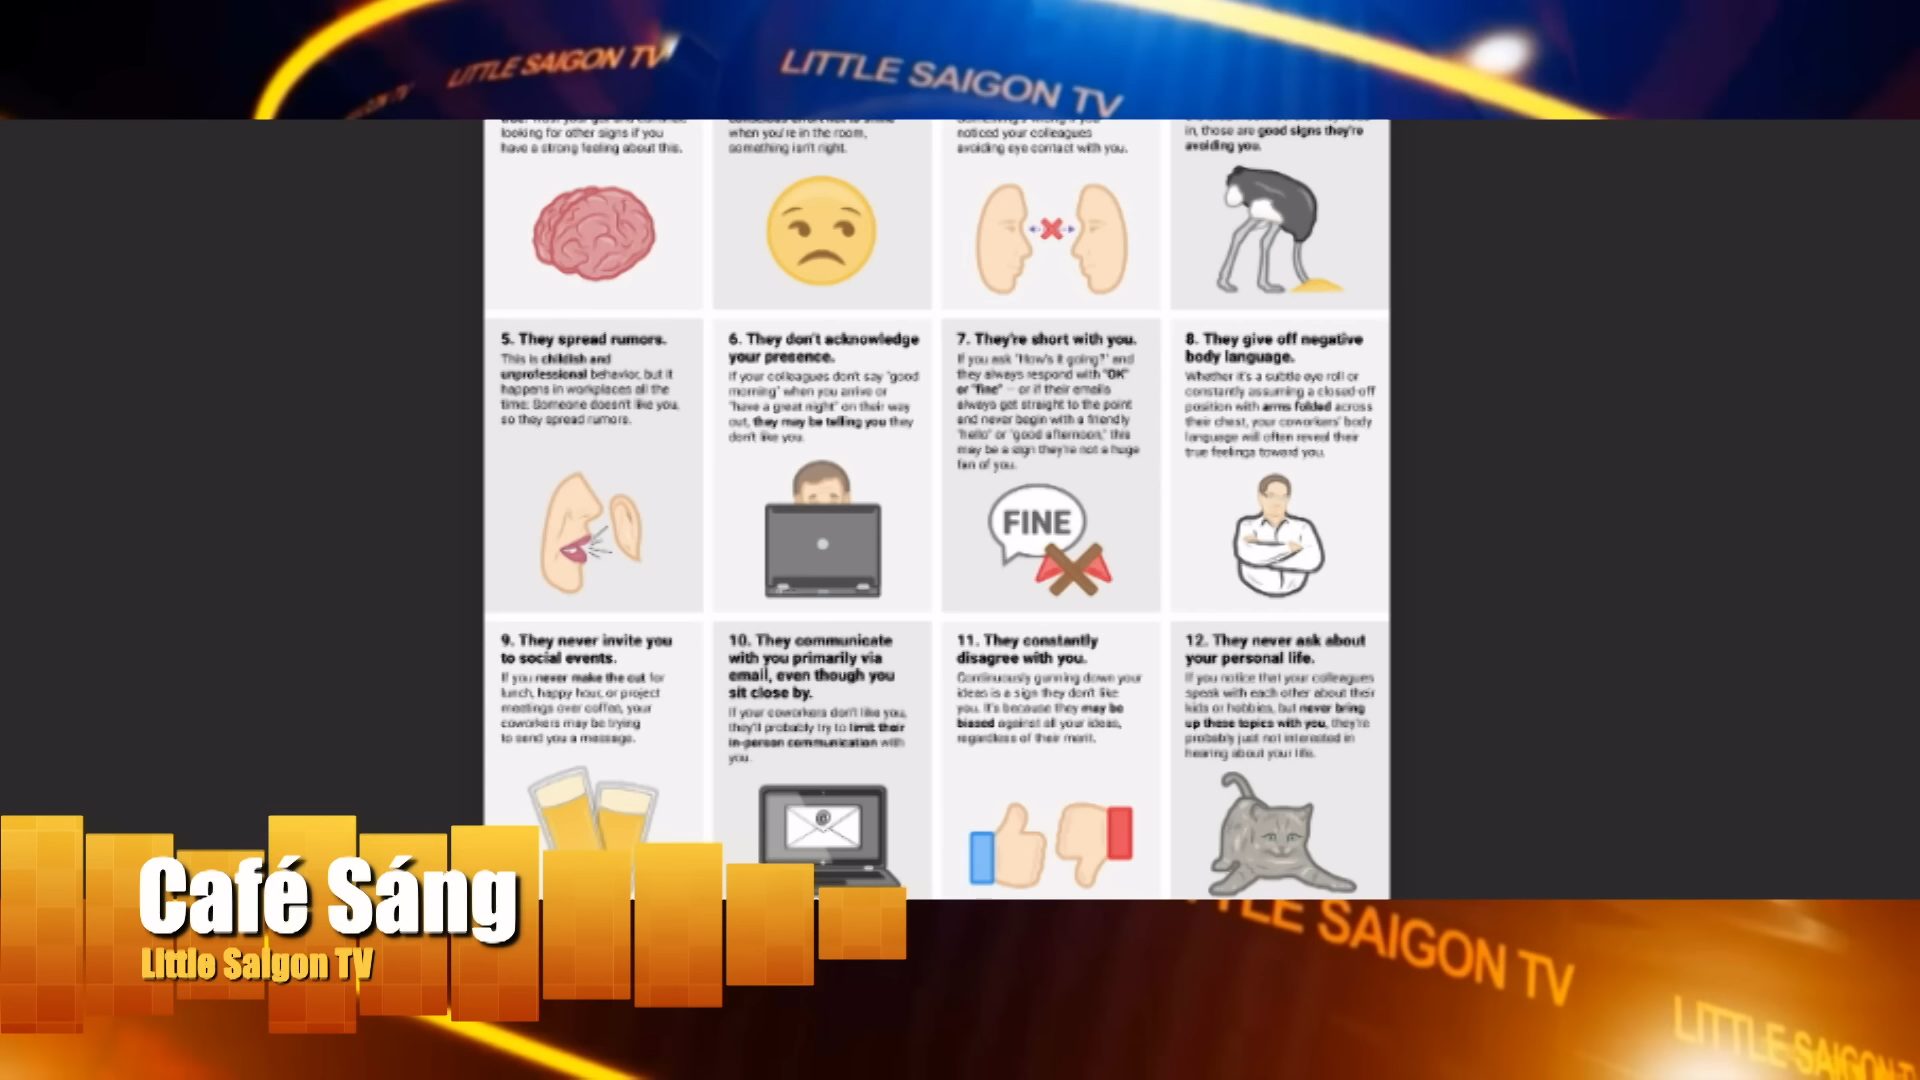 LITTLE SAIGON TV
LITTLE SAIGON TV
looking for other signs if you
have a strong feeling about this.
when you're in the room,
something isn't right.
noticed your colleagues
avoiding eye contact with you.
in, those are good signs they're
avoiding you.
5. They spread rumors.
This is childish and
unprofessional behavior, but it
happens in workplaces all the
time: Someone doesn't like you,
so they spread rumors.
6. They don't acknowledge
your presence.
If your colleagues don't say "good
morning" when you arrive or
"have a great night" on their way
out, they may be telling you they
don't like you.
7. They're short with you.
If you ask "How's it going?" and
they always respond with "OK"
or "fine" — or if their emails
always get straight to the point
and never begin with a friendly
"hello" or "good afternoon," this
may be a sign they're not a huge
fan of you.
FINE
8. They give off negative
body language.
Whether it's a subtle eye roll or
constantly assuming a closed-off
position with arms folded across
their chest, your coworkers' body
language will often reveal their
true feelings toward you.
9. They never invite you
to social events.
If you never make the cut for
lunch, happy hour, or project
meetings over coffee, your
coworkers may be trying
to send you a message.
10. They communicate
with you primarily via
email, even though you
sit close by.
If your coworkers don't like you,
they'll probably try to limit their
in-person communication with
you.
@
11. They constantly
disagree with you.
Continuously gunning down your
ideas is a sign they don't like
you. It's because they may be
biased against all your ideas,
regardless of their merit.
12. They never ask about
your personal life.
If you notice that your colleagues
speak with each other about their
kids or hobbies, but never bring
up these topics with you, they're
probably just not interested in
hearing about your life.
Café Sáng
Little Saigon TV
TLE SAIGON TV
LITTLE SAIGON T